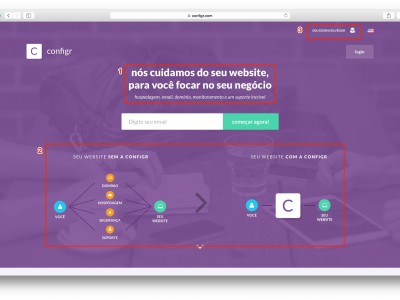 configr.com
3
C configr
login
1
nós cuidamos do seu website,
para você focar no seu negócio
hospedagem, email, domínio, monitoramento e um suporte incrível
Digite seu email
começar agora!
2
SEU WEBSITE SEM A CONFIGR
SEU WEBSITE COM A CONFIGR
DOMÍNIO
HOSPEDAGEM
VOCÊ
SEU
WEBSITE
SEGURANÇA
SUPORTE
VOCÊ
C
SEU
WEBSITE